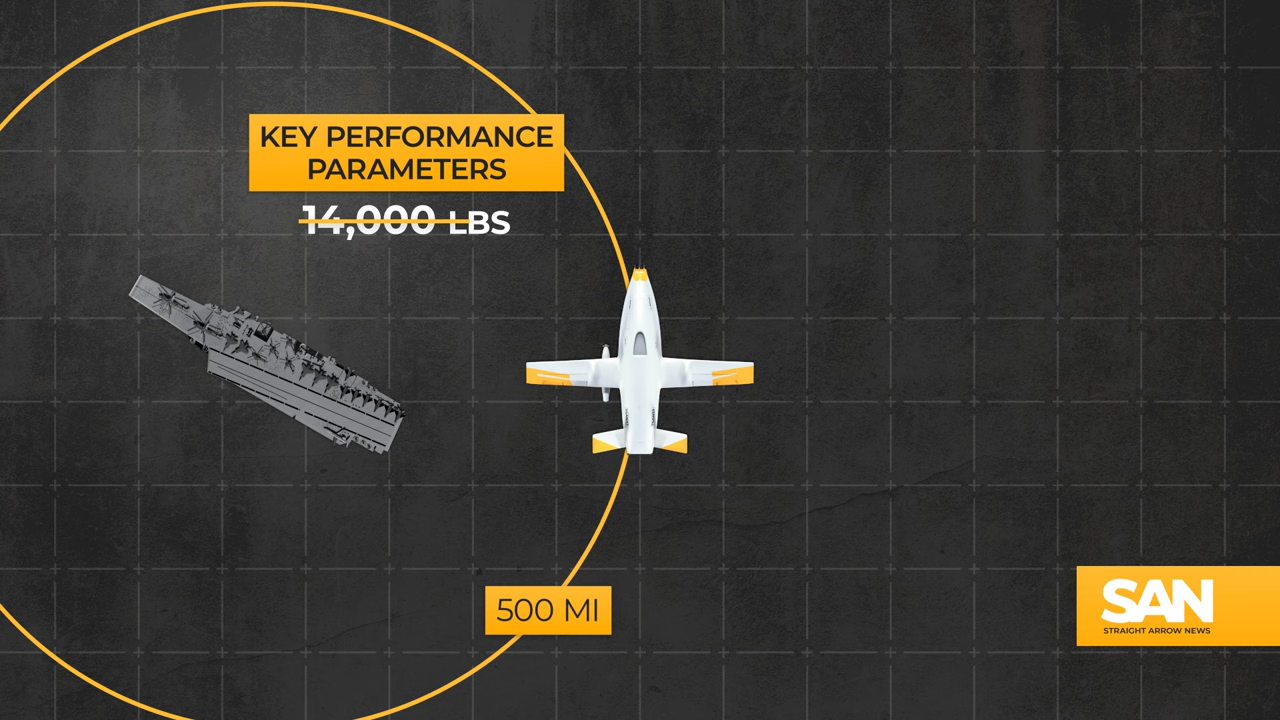 KEY PERFORMANCE
PARAMETERS
14,000 LBS
500 MI
SAN
STRAIGHT ARROW NEWS